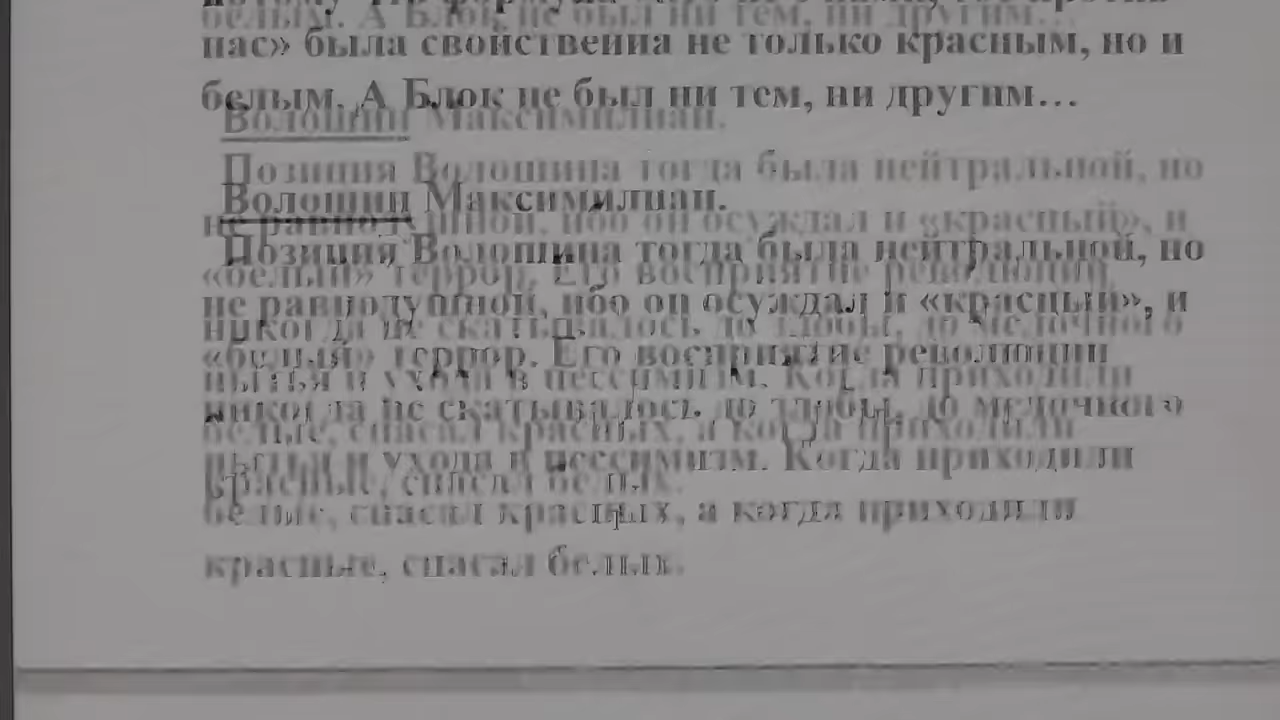 нас» была свойственна не только красным, но и
белым. А Блок не был ни тем, ни другим...
Волошин Максимилиан.
Позиция Волошина тогда была нейтральной, но
не равнодушной, ибо он осуждал и «красный», и
«белый» террор. Его восприятие революции
никогда не скатывалось до злобы, до мелочного
нытья и ухода в пессимизм. Когда приходили
белые, спасал красных, а когда приходили
красные, спасал белых.